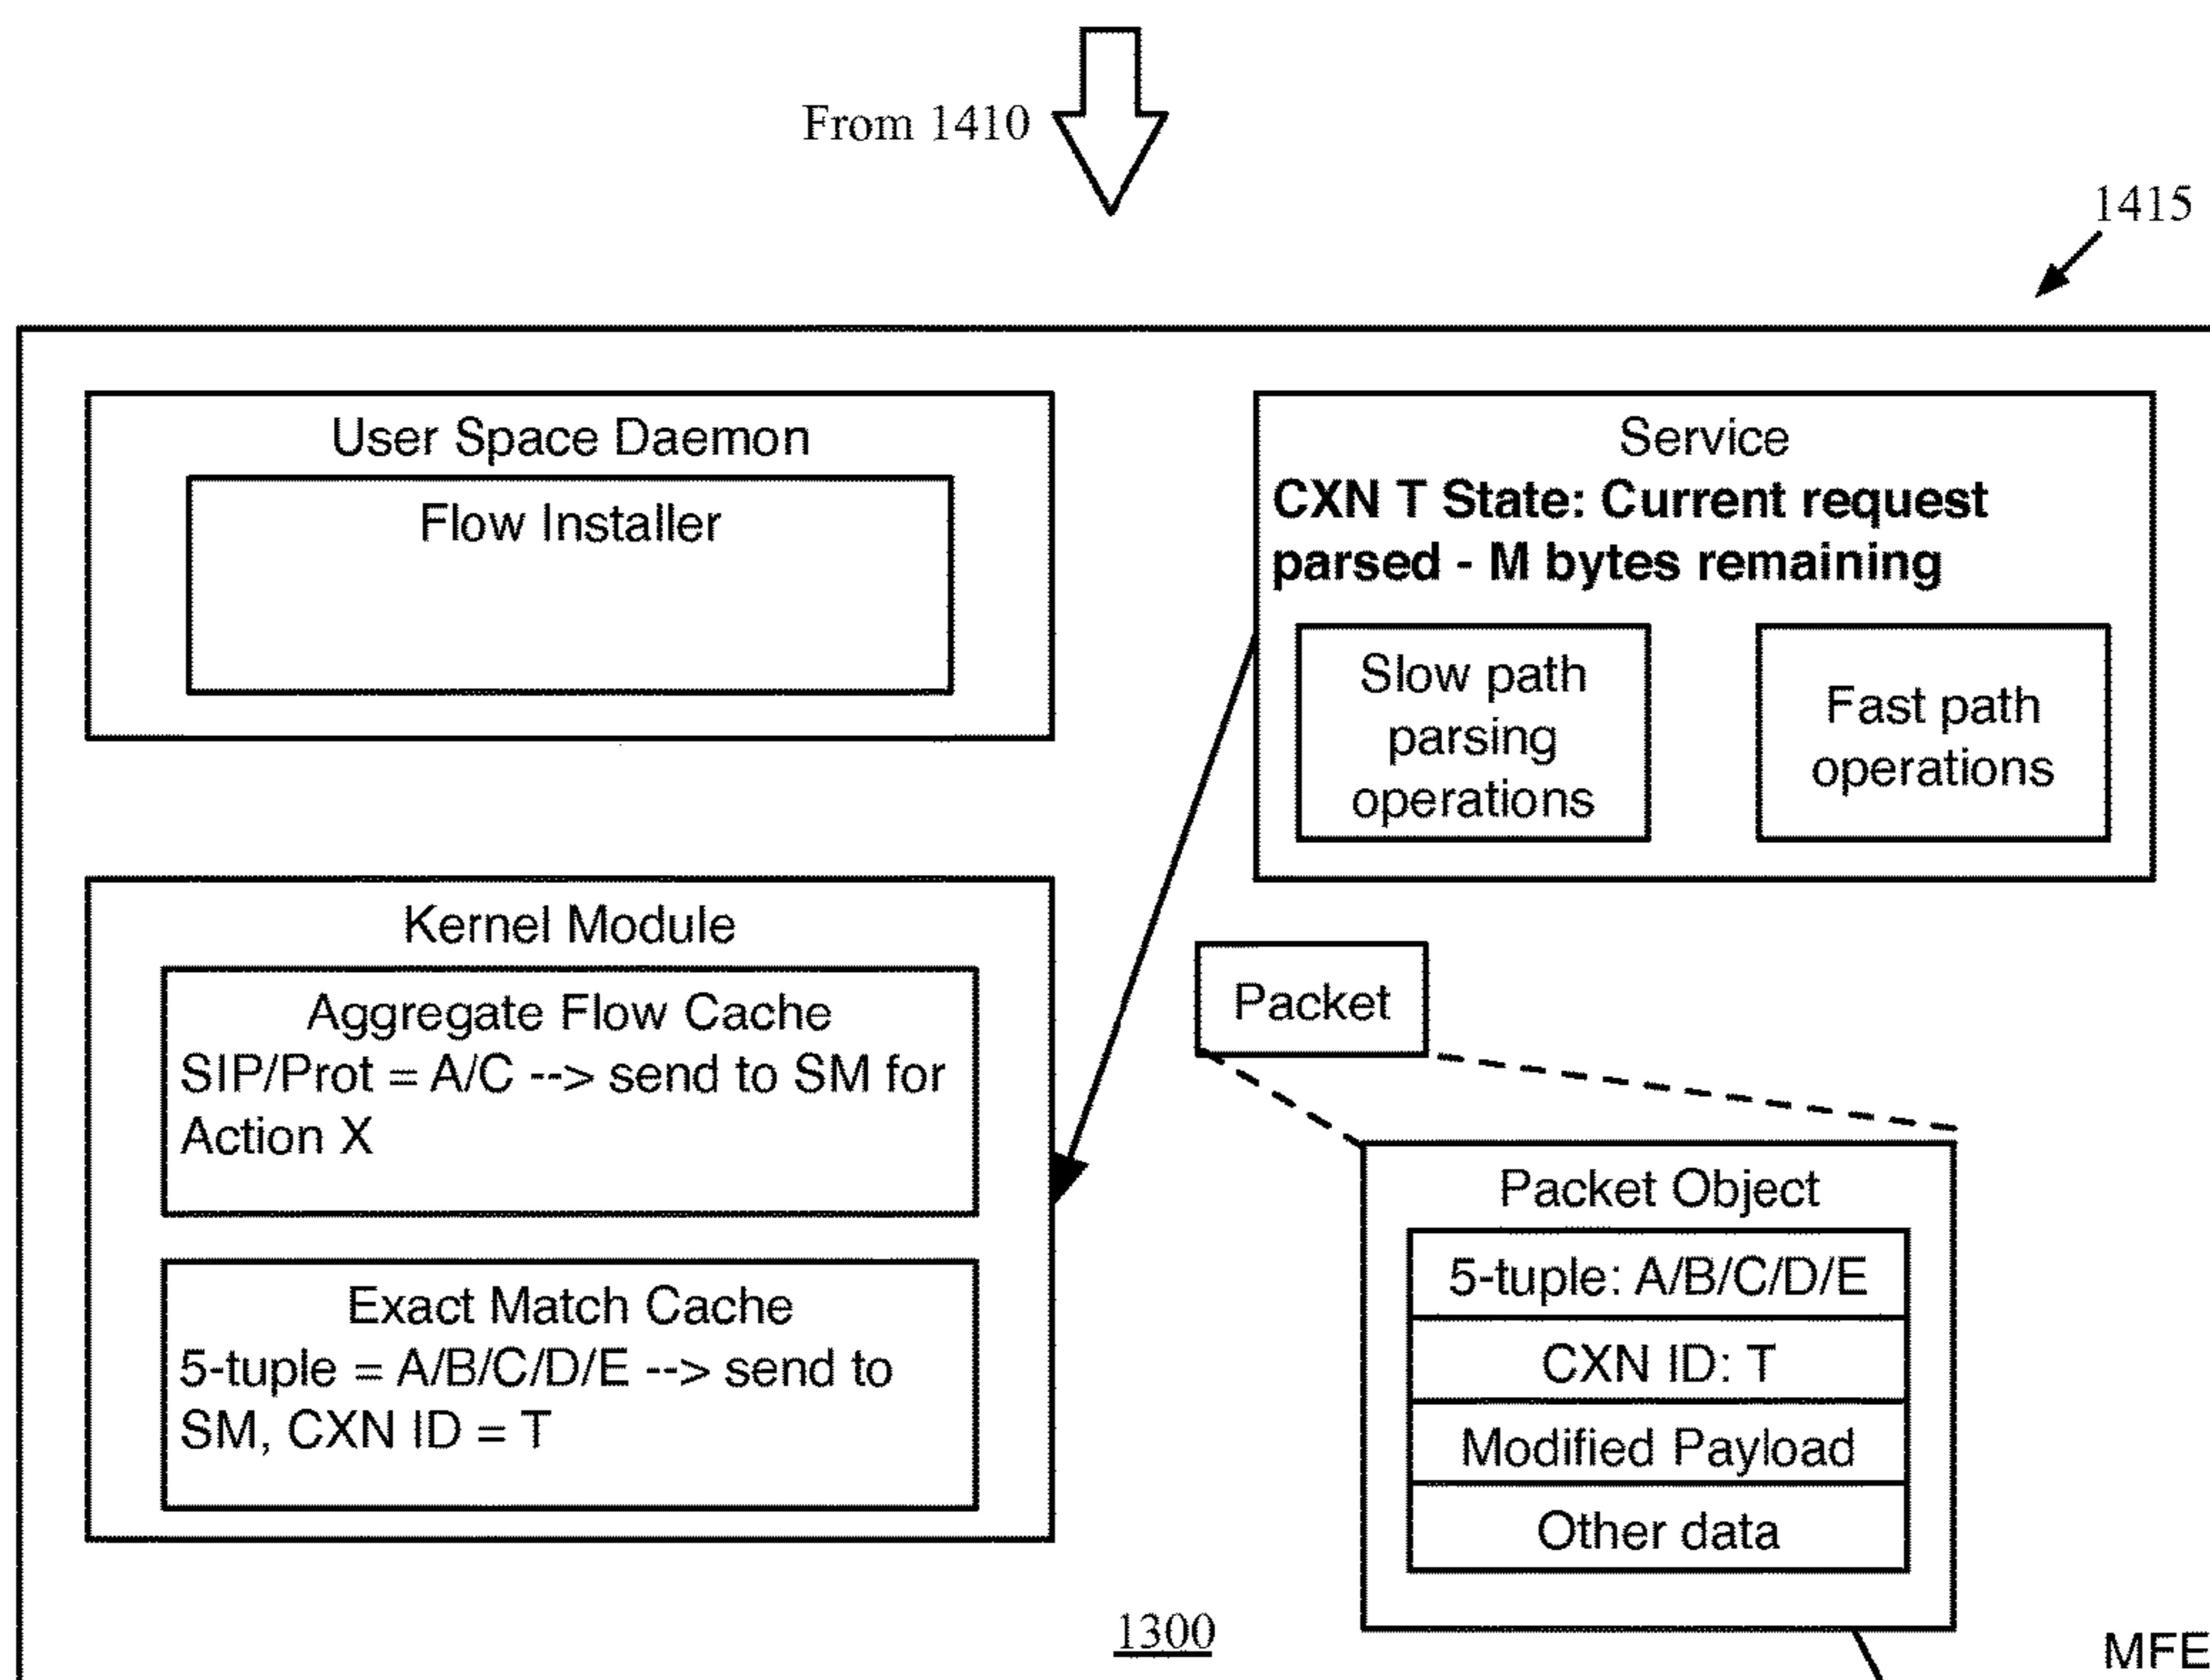 From 1410
1415
User Space Daemon
Flow Installer
Service
CXN T State: Current request
parsed - M bytes remaining
Slow path
parsing
operations
Fast path
operations
Kernel Module
Aggregate Flow Cache
SIP/Prot = A/C --> send to SM for
Action X
Exact Match Cache
5-tuple = A/B/C/D/E --> send to
SM, CXN ID = T
Packet
Packet Object
5-tuple: A/B/C/D/E
CXN ID: T
Modified Payload
Other data
1300
MFE